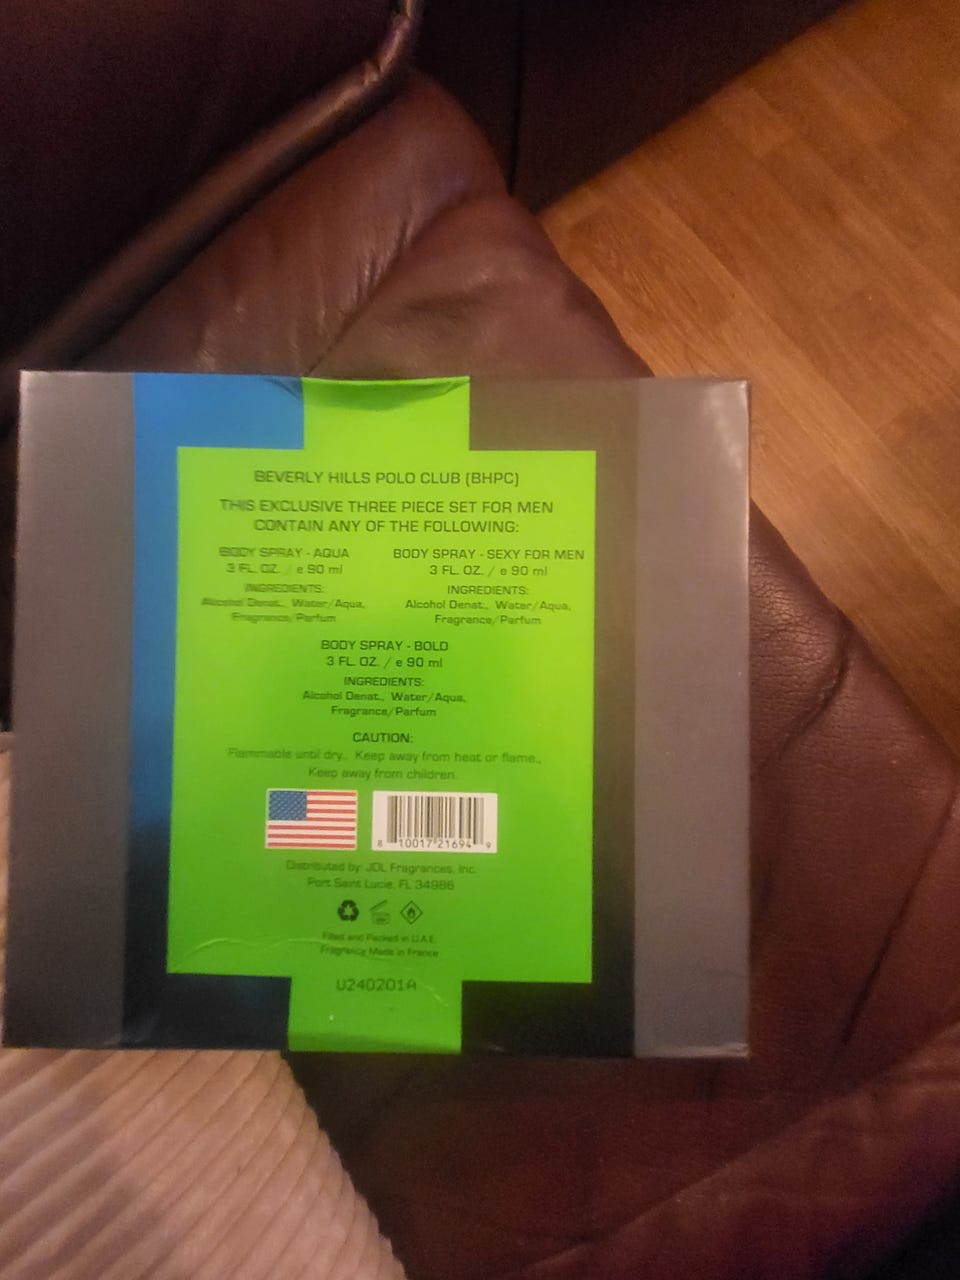 BEVERLY HILLS POLO CLUB (BHPC)
THIS EXCLUSIVE THREE PIECE SET FOR MEN
CONTAIN ANY OF THE FOLLOWING:
BODY SPRAY - AQUA
3 FL. OZ. / e 90 ml
INGREDIENTS:
Alcohol Denat., Water/Aqua,
Fragrance/Parfum
BODY SPRAY - SEXY FOR MEN
3 FL. OZ. / e 90 ml
INGREDIENTS:
Alcohol Denat., Water/Aqua,
Fragrance/Parfum
BODY SPRAY - BOLD
3 FL. OZ. / e 90 ml
INGREDIENTS:
Alcohol Denat., Water/Aqua,
Fragrance/Parfum
CAUTION:
Flammable until dry.. Keep away from heat or flame.,
Keep away from children.
8 10017 21694 9
Distributed by: JDL Fragrances, Inc.
Port Saint Lucie, FL 34986
Filled and Packed in U.A.E.
Fragrance Made in France
U240201A